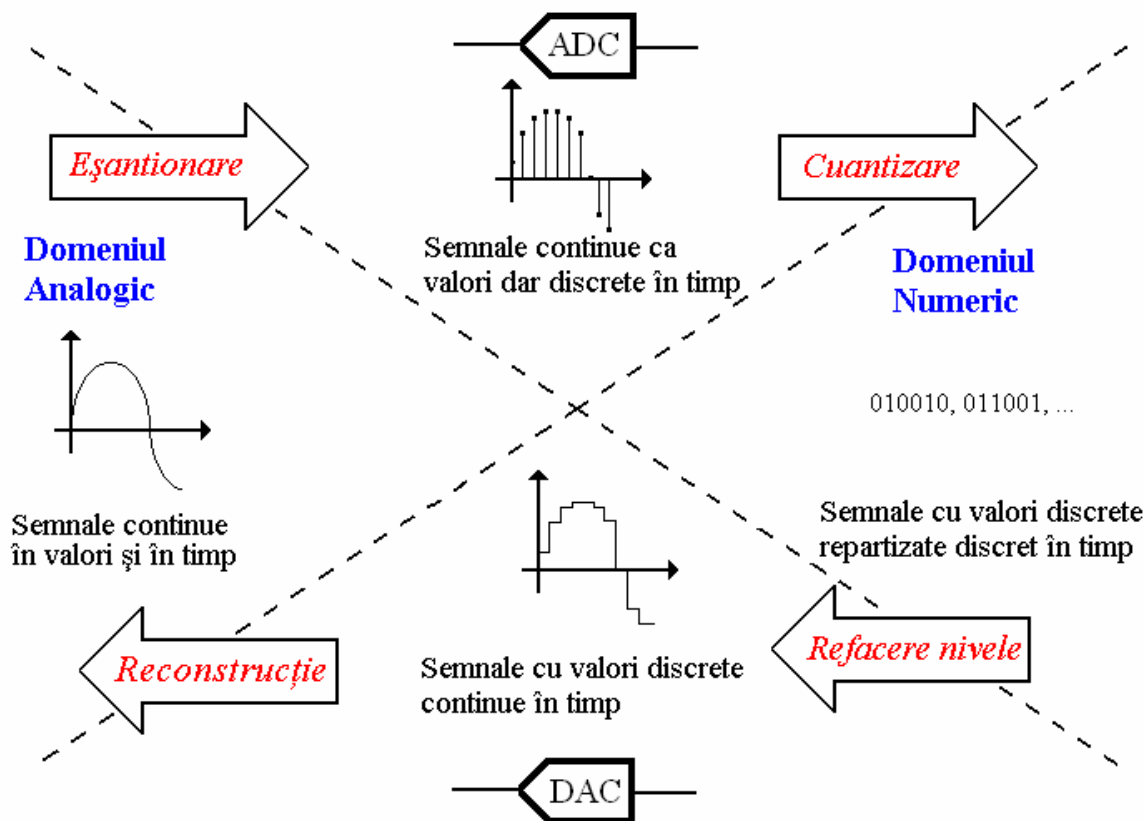 ADC
Eşantionare
Cuantizare
Semnale continue ca
valori dar discrete în timp
Domeniul
Analogic
Domeniul
Numeric
010010, 011001, ...
Semnale continue
în valori şi în timp
Semnale cu valori discrete
repartizate discret în timp
Reconstrucţie
Semnale cu valori discrete
continue în timp
Refacere nivele
DAC